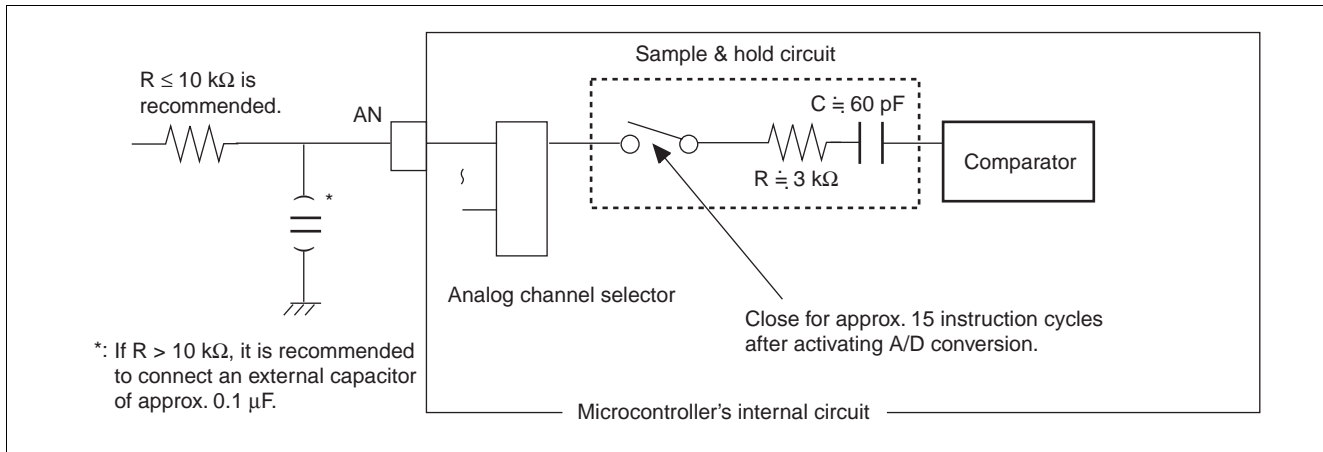 Sample & hold circuit
R ≤ 10 kΩ is
recommended.
AN
C ≒ 60 pF
R ≒ 3 kΩ
Comparator
*
Analog channel selector
Close for approx. 15 instruction cycles
after activating A/D conversion.
*: If R > 10 kΩ, it is recommended
to connect an external capacitor
of approx. 0.1 μF.
Microcontroller's internal circuit